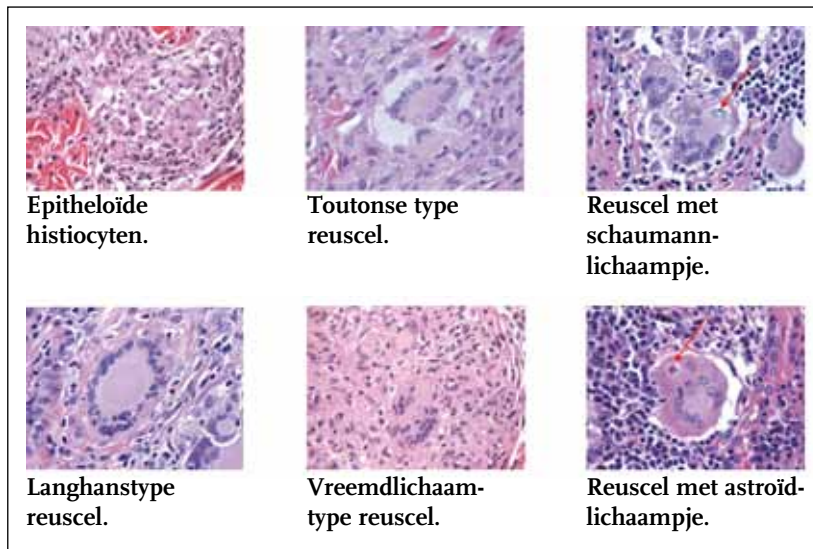 Epitheloïde
histiocyten.
Toutonse type
reuscel.
Reuscel met
schaumann-
lichaampje.
Langhanstype
reuscel.
Vreemdlichaam-
type reuscel.
Reuscel met astroïd-
lichaampje.